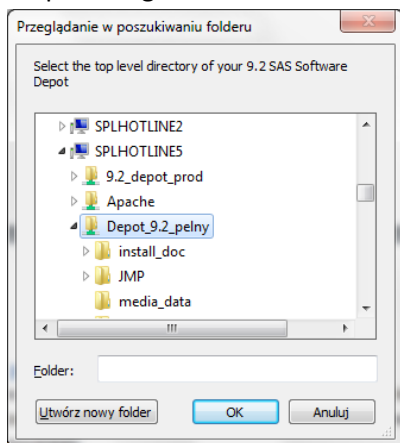 Przeglądanie w poszukiwaniu folderu
Select the top level directory of your 9.2 SAS Software
Depot
SPLHOTLINE2
SPLHOTLINE5
9.2_depot_prod
Apache
Depot_9.2_pelny
install_doc
JMP
media_data
Folder:
Utwórz nowy folder
OK
Anuluj